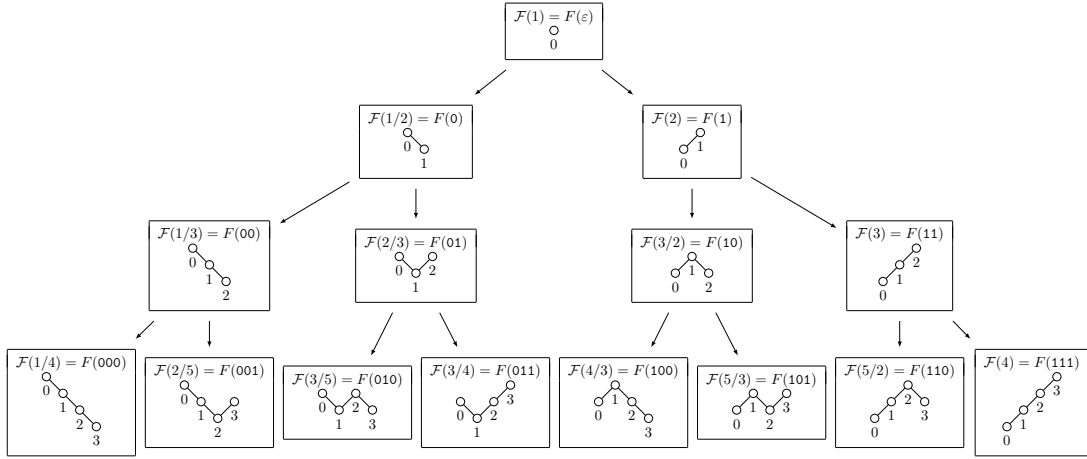 ℱ(1) = F(ε)
0
ℱ(1/2) = F(0)
0
1
ℱ(2) = F(1)
1
0
ℱ(1/3) = F(00)
0
1
2
ℱ(2/3) = F(01)
0 2
1
ℱ(3/2) = F(10)
1
0 2
ℱ(3) = F(11)
2
1
0
ℱ(1/4) = F(000)
0
1
2
3
ℱ(2/5) = F(001)
0
1 3
2
ℱ(3/5) = F(010)
0 2
1 3
ℱ(3/4) = F(011)
3
0 2
1
ℱ(4/3) = F(100)
1
0 2
3
ℱ(5/3) = F(101)
1 3
0 2
ℱ(5/2) = F(110)
2
1 3
0
ℱ(4) = F(111)
3
2
1
0